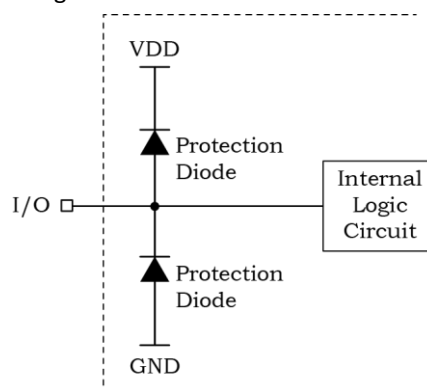 VDD
Protection
Diode
I/O
Internal
Logic
Circuit
Protection
Diode
GND